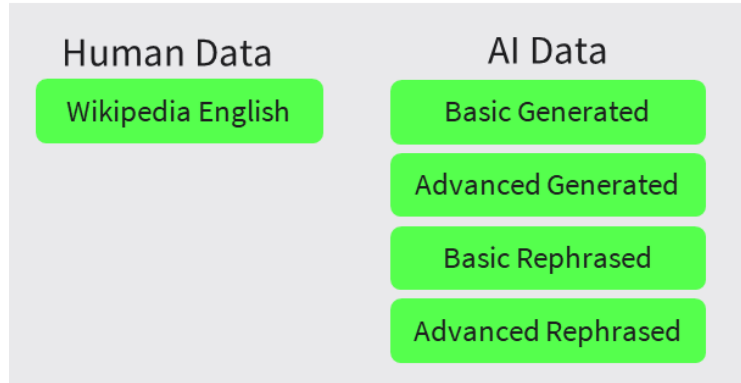 Human Data
Wikipedia English
AI Data
Basic Generated
Advanced Generated
Basic Rephrased
Advanced Rephrased